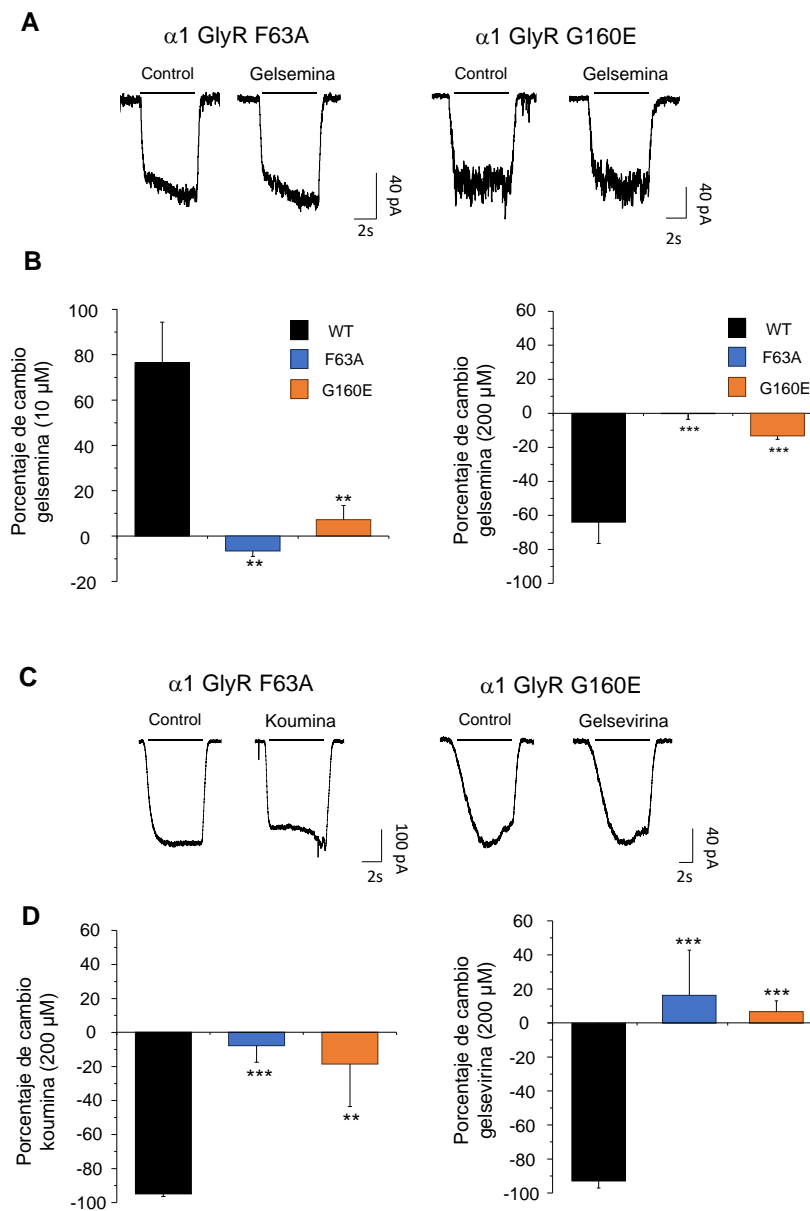 A
α1 GlyR F63A
α1 GlyR G160E
Control
Gelsemina
Control
Gelsemina
40 pA
2s
40 pA
2s
B
100
80
60
40
20
0
-20
Porcentaje de cambio
gelsemina (10 µM)
WT
F63A
G160E
**
**
60
40
20
0
-20
-40
-60
-80
-100
Porcentaje de cambio
gelsemina (200 µM)
WT
F63A
G160E
***
***
C
α1 GlyR F63A
α1 GlyR G160E
Control
Koumina
Control
Gelsevirina
100 pA
2s
40 pA
2s
D
60
40
20
0
-20
-40
-60
-80
-100
Porcentaje de cambio
koumina (200 µM)
***
**
60
40
20
0
-20
-40
-60
-80
-100
Porcentaje de cambio
gelsevirina (200 µM)
***
***